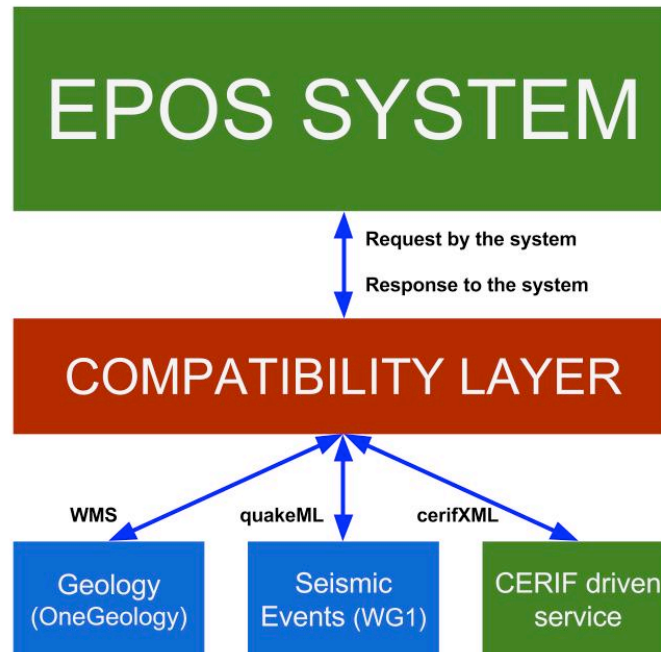 EPOS SYSTEM
Request by the system
Response to the system
COMPATIBILITY LAYER
WMS
quakeML
cerifXML
Geology
(OneGeology)
Seismic
Events (WG1)
CERIF driven
service